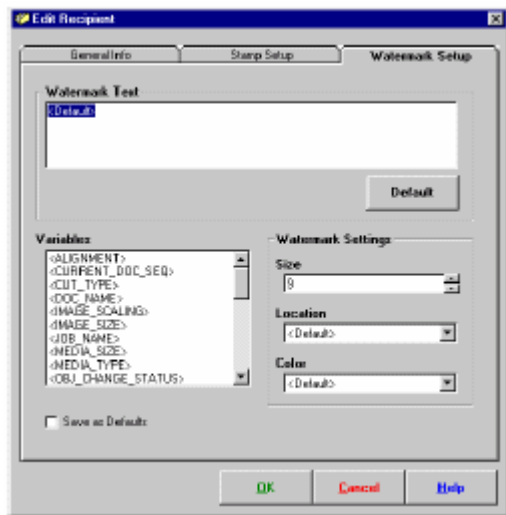 Edit Recipient
General Info
Stamp Setup
Watermark Setup
Watermark Text
<Default>
Default
Variables
<ALIGNMENT>
<CURRENT_DOC_SEQ>
<CUT_TYPE>
<DOC_NAME>
<IMAGE_SCALING>
<IMAGE_SIZE>
<JOB_NAME>
<MEDIA_SIZE>
<MEDIA_TYPE>
<OBJ_CHANGE_STATUS>
Watermark Settings
Size
9
Location
<Default>
Color
<Default>
Save as Defaults
OK
Cancel
Help